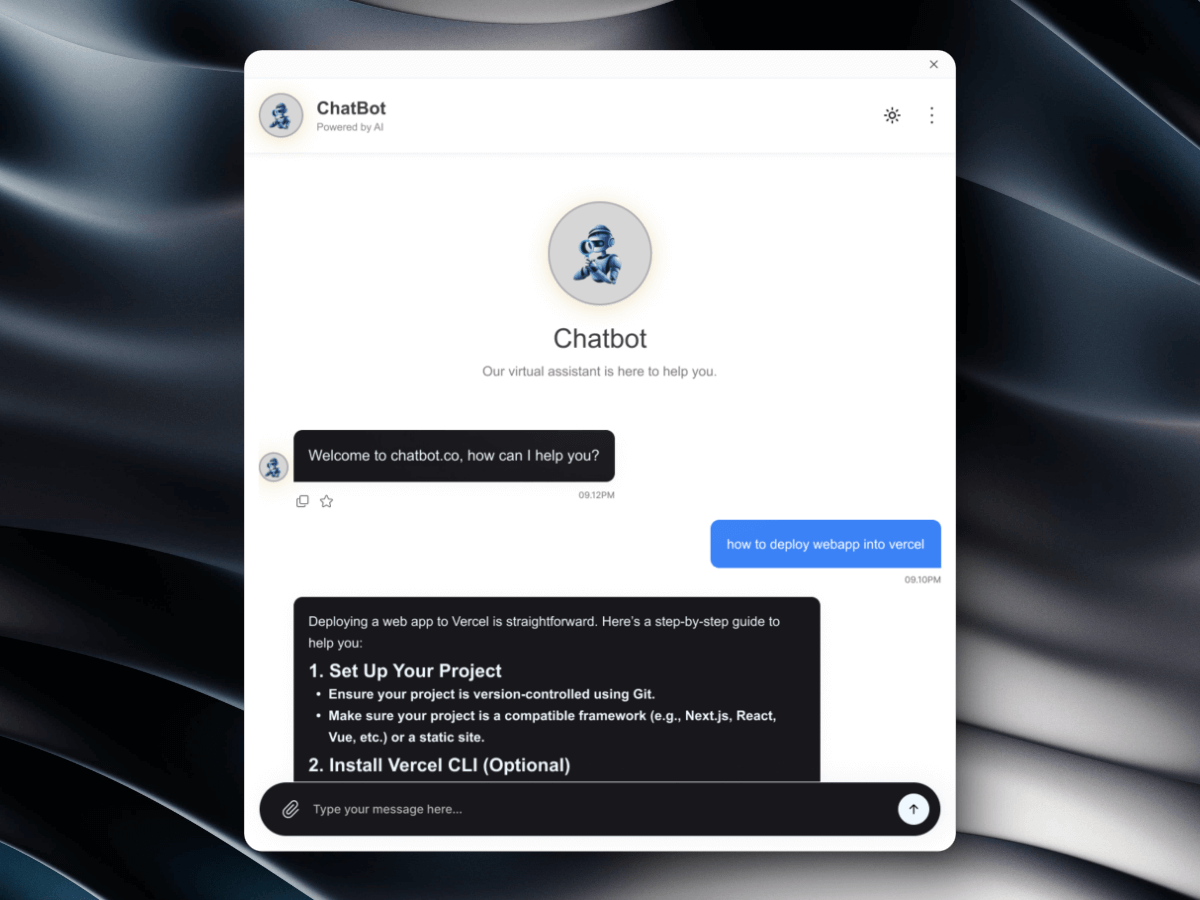 ChatBot
Powered by AI
Chatbot
Our virtual assistant is here to help you.
Welcome to chatbot.co, how can I help you?
09.12PM
how to deploy webapp into vercel
09.10PM
Deploying a web app to Vercel is straightforward. Here’s a step-by-step guide to
help you:
1. Set Up Your Project
• Ensure your project is version-controlled using Git.
• Make sure your project is a compatible framework (e.g., Next.js, React,
Vue, etc.) or a static site.
2. Install Vercel CLI (Optional)
Type your message here...